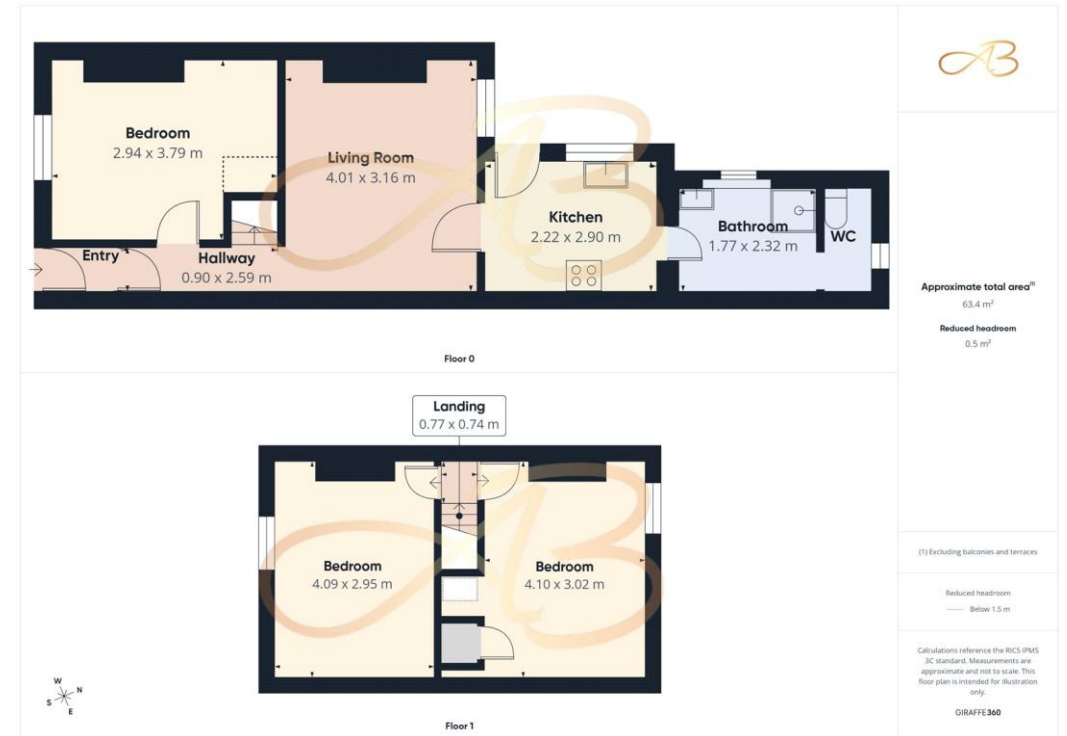 AB
Bedroom
2.94 x 3.79 m
Living Room
4.01 x 3.16 m
Kitchen
2.22 x 2.90 m
Bathroom
1.77 x 2.32 m
WC
Entry
Hallway
0.90 x 2.59 m
Floor 0
Landing
0.77 x 0.74 m
Bedroom
4.09 x 2.95 m
Bedroom
4.10 x 3.02 m
W
N
S
E
Floor 1
AB
Approximate total area⁽¹⁾
63.4 m²
Reduced headroom
0.5 m²
(1) Excluding balconies and terraces
Reduced headroom
Below 1.5 m
Calculations reference the RICS IPMS
3C standard. Measurements are
approximate and not to scale. This
floor plan is intended for illustration
only.
GIRAFFE360
AB